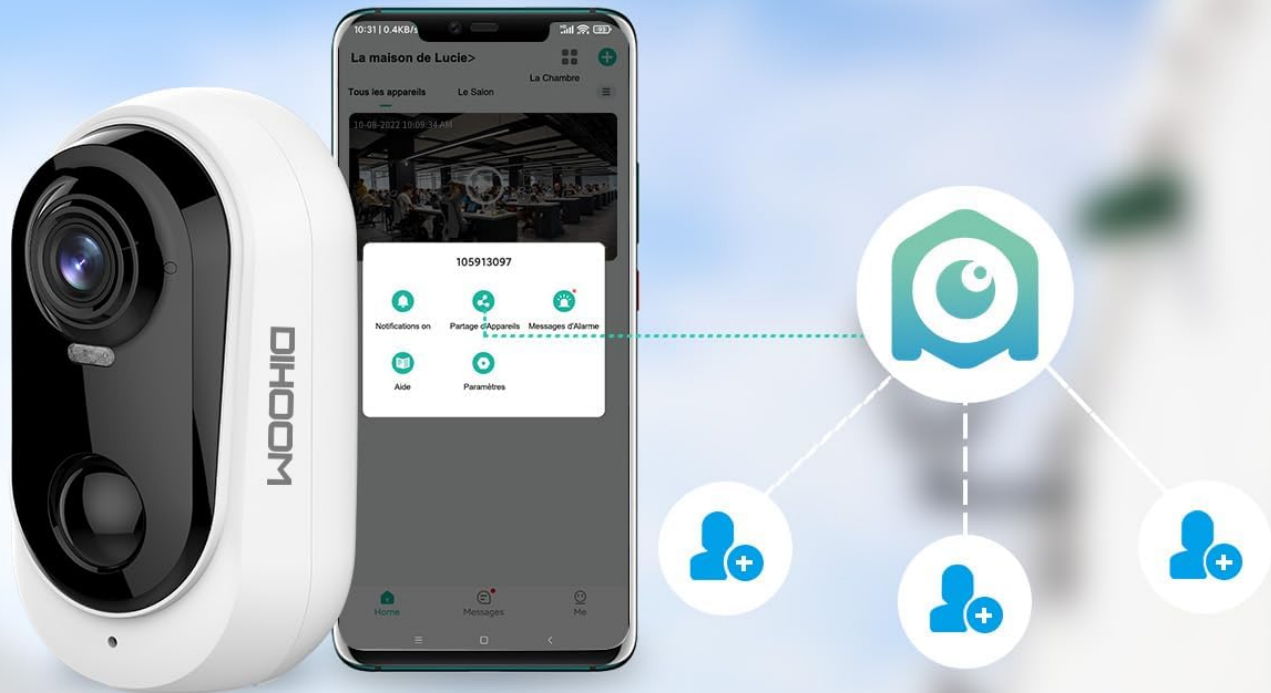 10:31 | 0.4KB/s
La maison de Lucie>
La Chambre
Tous les appareils
Le Salon
10-08-2022 10:09:34 AM
105913097
Notifications on
Partage d'Appareils
Messages d'Alarme
Aide
Paramètres
Home
Messages
Me
DIHOOM